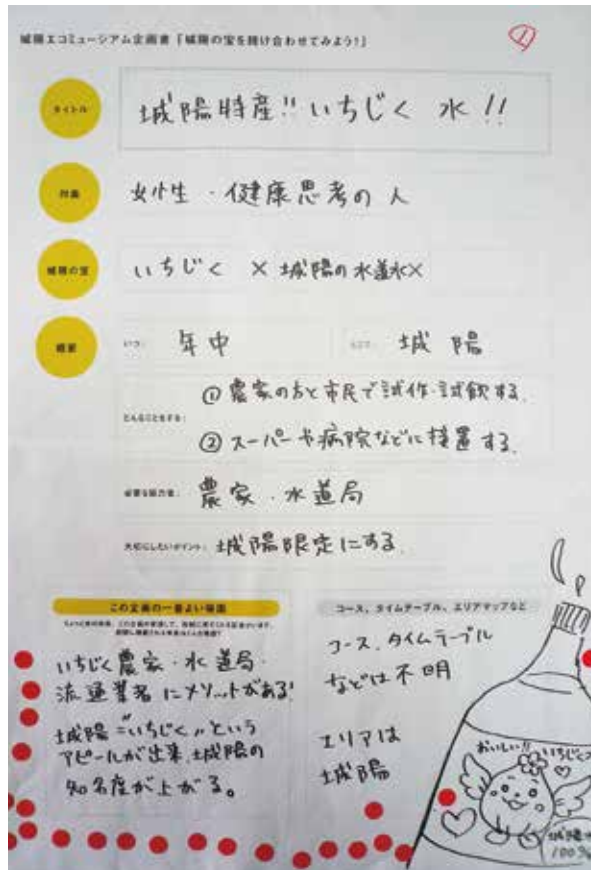 城陽エコミュージアム企画書「城陽の宝を掛け合わせてみよう!」
①
タイトル
城陽特産!! いちじく 水!!
対象
女性・健康思考の人
城陽の宝
いちじく × 城陽の水道水×
概要
いつ: 年中
どこで: 城陽
どんなことをする:
① 農家の方と市民で試作・試飲する.
② スーパーや病院などに接置する.
必要な協力者: 農家・水道局
大切にしたいポイント: 城陽限定にする.
この企画の一番よい場面
いちじく農家・水道局・
流通業者にメリットがある!
城陽="いちじく"という
アピールが出来、城陽の
知名度が上がる。
コース、タイムテーブル、エリアマップなど
コース、タイムテーブル
などは不明
エリアは
城陽
おいしい!!
いちじく
城陽
100%